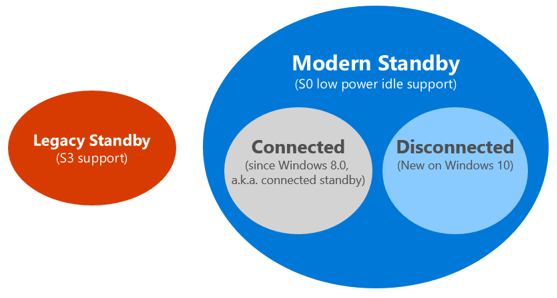 Modern Standby
(S0 low power idle support)
Legacy Standby
(S3 support)
Connected
(since Windows 8.0,
a.k.a. connected standby)
Disconnected
(New on Windows 10)